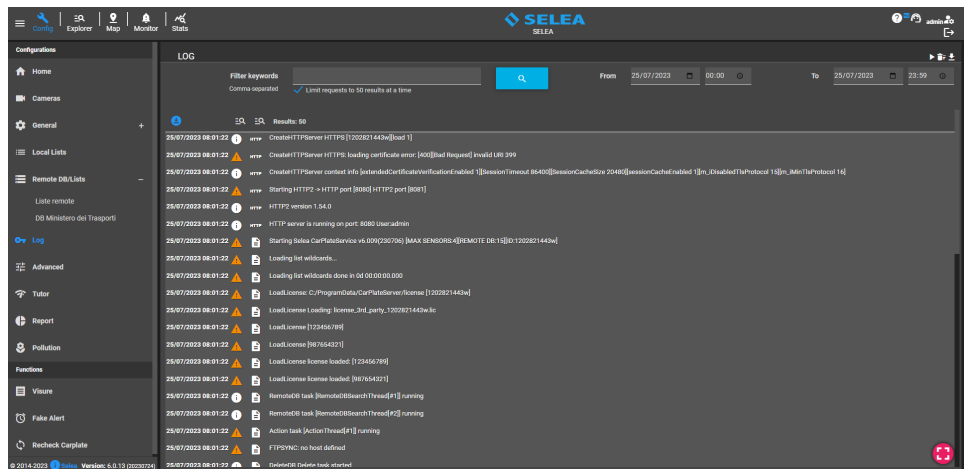 Config Explorer Map Monitor Stats
SELEA
SELEA
admin
Configurations
Home
Cameras
General +
Local Lists
Remote DB/Lists −
Liste remote
DB Ministero dei Trasporti
Log
Advanced
Tutor
Report
Pollution
Functions
Visure
Fake Alert
Recheck Carplate
© 2014-2023 Selea Version: 6.0.13 (20230724)
LOG
Filter keywords
Comma-separated
Limit requests to 50 results at a time
From 25/07/2023 00:00 To 25/07/2023 23:59
Results: 50
25/07/2023 08:01:22 HTTP CreateHTTPServer HTTPS [1202821443w][load 1]
25/07/2023 08:01:22 HTTP CreateHTTPServer HTTPS: loading certificate error: [400][Bad Request] invalid URI 399
25/07/2023 08:01:22 HTTP CreateHTTPServer context info [extendedCertificateVerificationEnabled 1][SessionTimeout 86400][SessionCacheSize 20480][sessionCacheEnabled 1][m_iDisabledTlsProtocol 15][m_iMinTlsProtocol 16]
25/07/2023 08:01:22 HTTP Starting HTTP2 -> HTTP port [8080] HTTP2 port [8081]
25/07/2023 08:01:22 HTTP HTTP2 version 1.54.0
25/07/2023 08:01:22 HTTP HTTP server is running on port: 8080 User:admin
25/07/2023 08:01:22 Starting Selea CarPlateService v6.009(230706) [MAX SENSORS:4][REMOTE DB:15][ID:1202821443w]
25/07/2023 08:01:22 Loading list wildcards...
25/07/2023 08:01:22 Loading list wildcards done in 0d 00:00:00.000
25/07/2023 08:01:22 LoadLicense: C:/ProgramData/CarPlateServer/license [1202821443w]
25/07/2023 08:01:22 LoadLicense Loading: license_3rd_party_1202821443w.lic
25/07/2023 08:01:22 LoadLicense [123456789]
25/07/2023 08:01:22 LoadLicense [987654321]
25/07/2023 08:01:22 LoadLicense license loaded: [123456789]
25/07/2023 08:01:22 LoadLicense license loaded: [987654321]
25/07/2023 08:01:22 RemoteDB task [RemoteDBSearchThread[#1]] running
25/07/2023 08:01:22 RemoteDB task [RemoteDBSearchThread[#2]] running
25/07/2023 08:01:22 Action task [ActionThread[#1]] running
25/07/2023 08:01:22 FTPSYNC: no host defined
25/07/2023 08:01:22 DeleteDB Delete task started